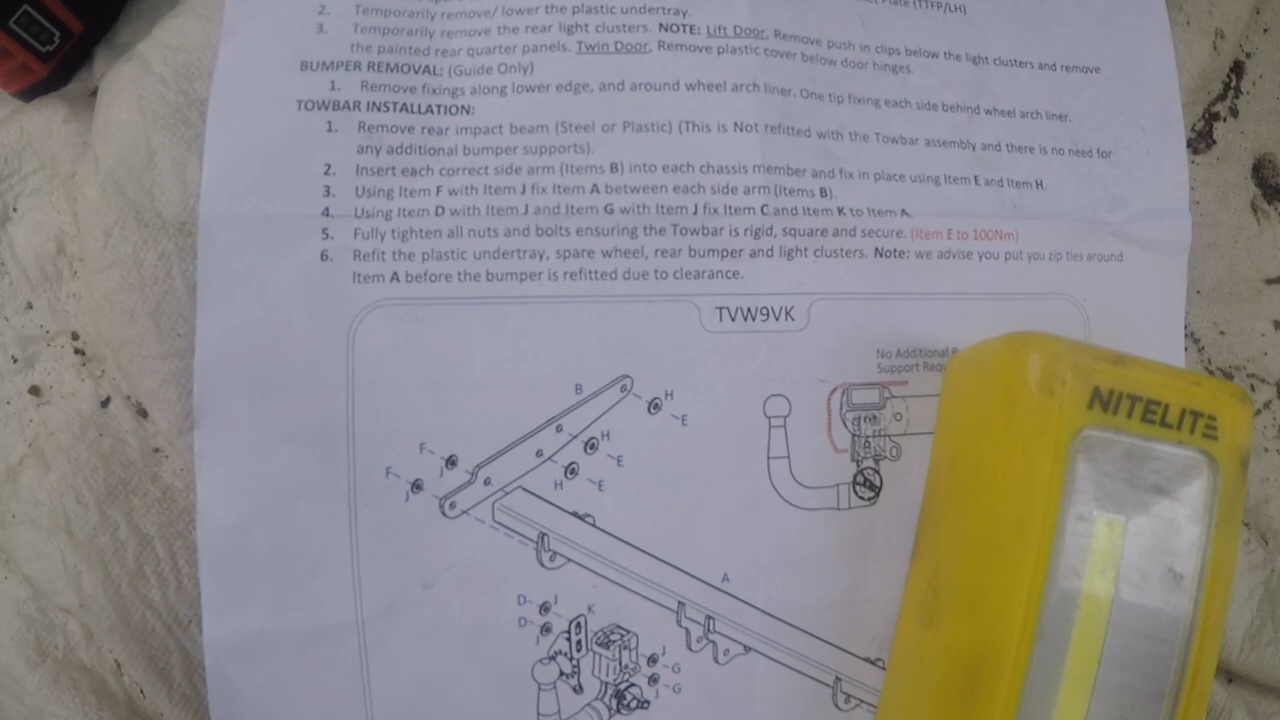 Plate (TTFP/LH)
2. Temporarily remove/ lower the plastic undertray.
3. Temporarily remove the rear light clusters. NOTE: Lift Door, Remove push in clips below the light clusters and remove
the painted rear quarter panels. Twin Door, Remove plastic cover below door hinges.
BUMPER REMOVAL: (Guide Only)
1. Remove fixings along lower edge, and around wheel arch liner. One tip fixing each side behind wheel arch liner.
TOWBAR INSTALLATION:
1. Remove rear impact beam (Steel or Plastic) (This is Not refitted with the Towbar assembly and there is no need for
any additional bumper supports).
2. Insert each correct side arm (Items B) into each chassis member and fix in place using Item E and Item H.
3. Using Item F with Item J fix Item A between each side arm (Items B).
4. Using Item D with Item J and Item G with Item J fix Item C and Item K to Item A.
5. Fully tighten all nuts and bolts ensuring the Towbar is rigid, square and secure. (Item E to 100Nm)
6. Refit the plastic undertray, spare wheel, rear bumper and light clusters. Note: we advise you put you zip ties around
Item A before the bumper is refitted due to clearance.
TVW9VK
No Additional
Support
NITELITE
B
H
E
H
E
H
E
F
J
F
J
A
D
J
D
J
K
J
G
J
G